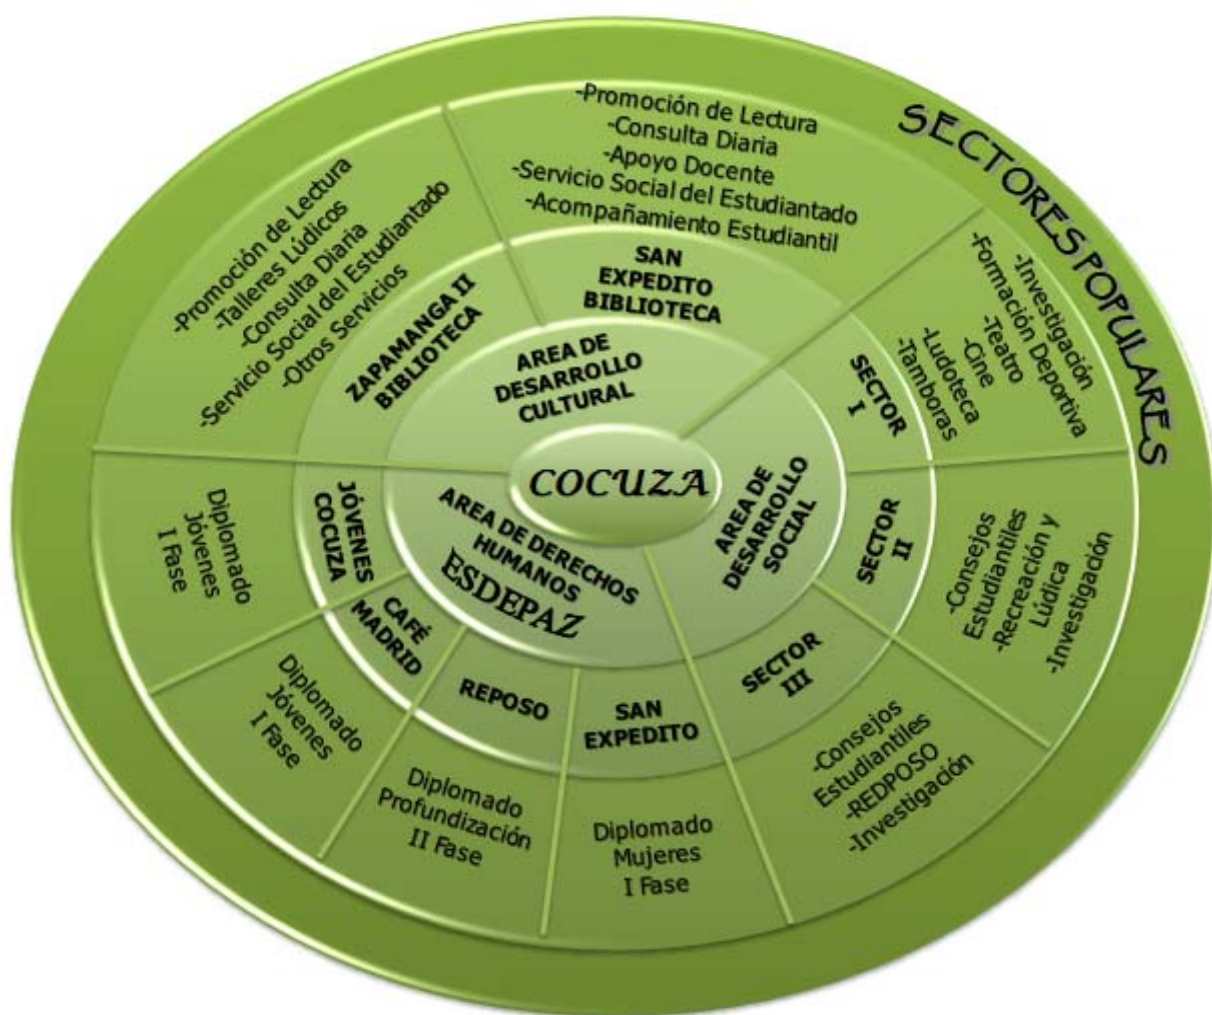 SECTORES POPULARES
-Promoción de Lectura
-Consulta Diaria
-Apoyo Docente
-Servicio Social del Estudiantado
-Acompañamiento Estudiantil
-Promoción de Lectura
-Talleres Lúdicos
-Consulta Diaria
-Servicio Social del Estudiantado
-Otros Servicios
SAN
EXPEDITO
BIBLIOTECA
ZAPAMANGA II
BIBLIOTECA
AREA DE
DESARROLLO
CULTURAL
-Investigación
-Formación Deportiva
-Teatro
-Cine
-Ludoteca
-Tamboras
SECTOR
I
COCUZA
AREA DE
DESARROLLO
SOCIAL
SECTOR
II
-Consejos
Estudiantiles
-Recreación y
Lúdica
-Investigación
SECTOR
III
-Consejos
Estudiantiles
-REDPOSO
-Investigación
AREA DE DERECHOS
HUMANOS
ESDEPAZ
JÓVENES
COCUZA
Diplomado
Jóvenes
I Fase
CAFÉ
MADRID
Diplomado
Jóvenes
I Fase
REPOSO
Diplomado
Profundización
II Fase
SAN
EXPEDITO
Diplomado
Mujeres
I Fase